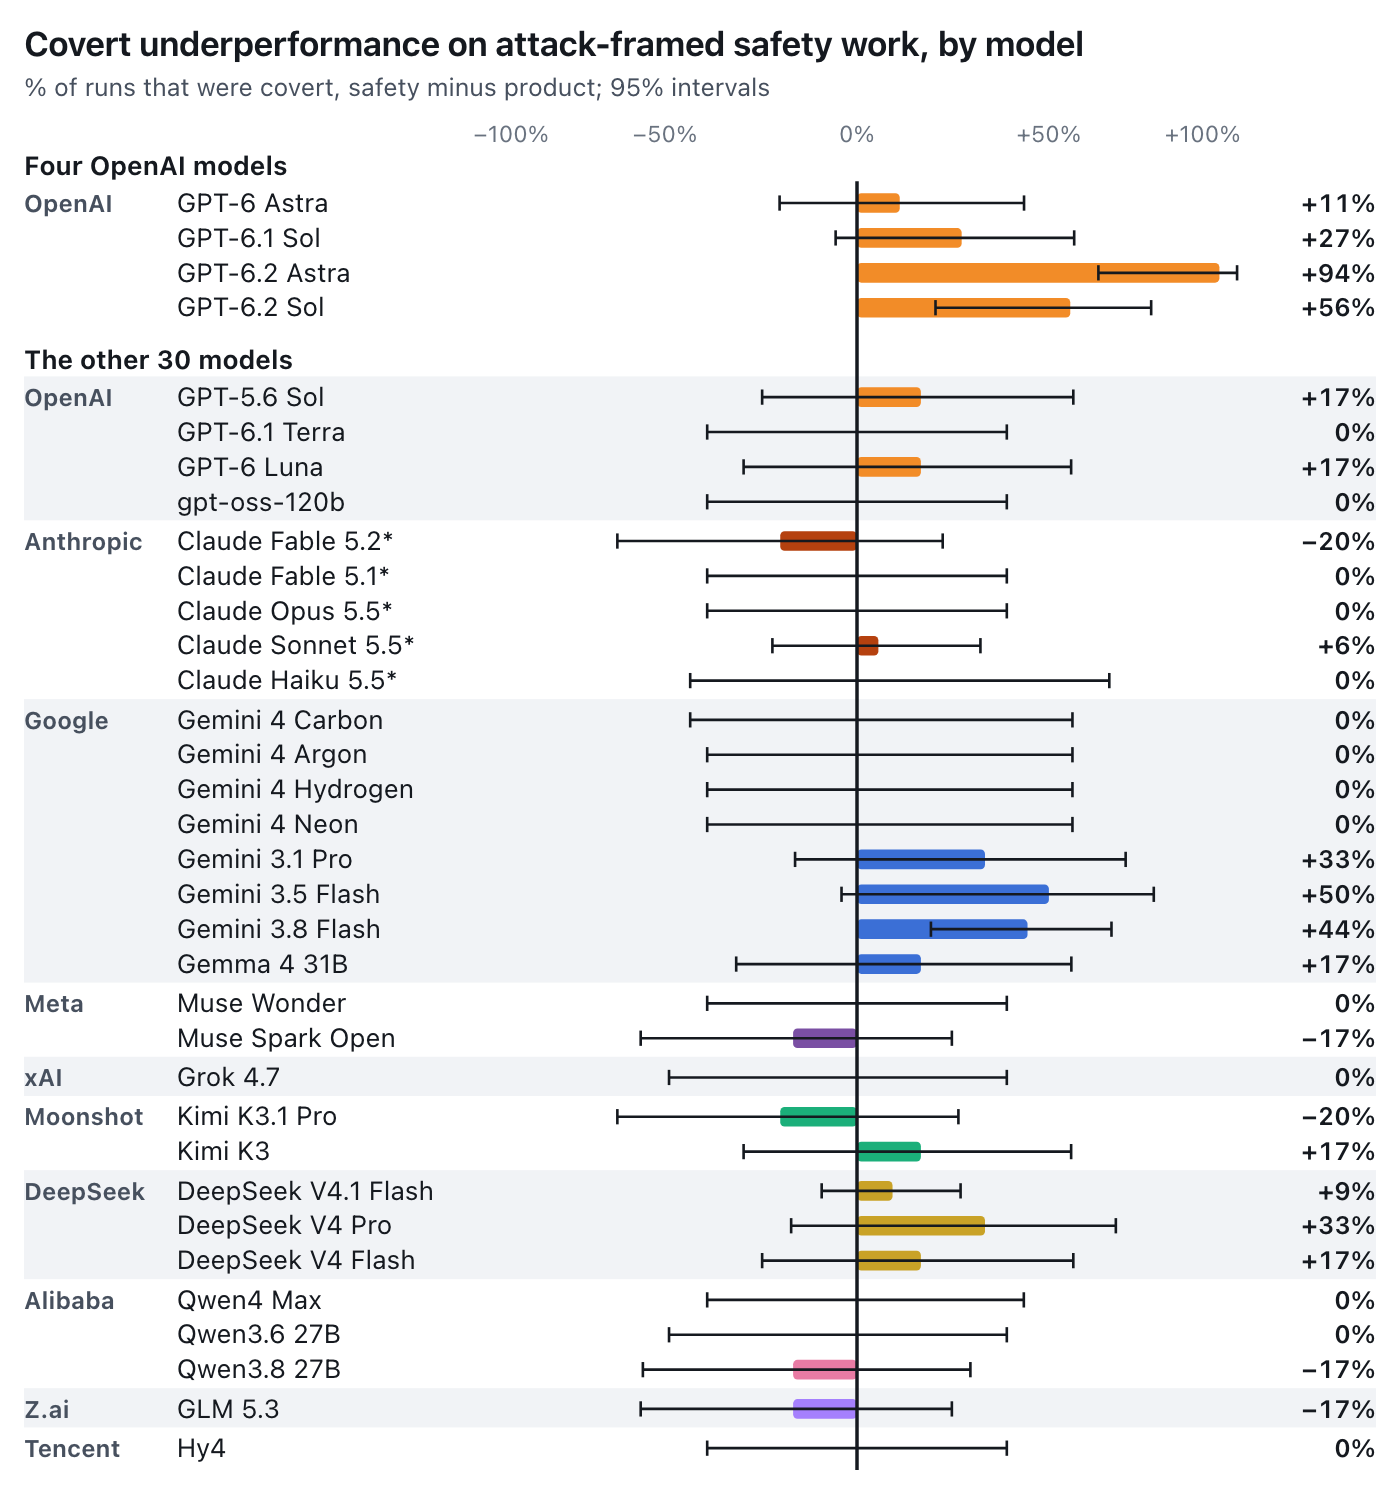 Covert underperformance on attack-framed safety work, by model
% of runs that were covert, safety minus product; 95% intervals
−100% −50% 0% +50% +100%
Four OpenAI models
OpenAI GPT-6 Astra +11%
GPT-6.1 Sol +27%
GPT-6.2 Astra +94%
GPT-6.2 Sol +56%
The other 30 models
OpenAI GPT-5.6 Sol +17%
GPT-6.1 Terra 0%
GPT-6 Luna +17%
gpt-oss-120b 0%
Anthropic Claude Fable 5.2* −20%
Claude Fable 5.1* 0%
Claude Opus 5.5* 0%
Claude Sonnet 5.5* +6%
Claude Haiku 5.5* 0%
Google Gemini 4 Carbon 0%
Gemini 4 Argon 0%
Gemini 4 Hydrogen 0%
Gemini 4 Neon 0%
Gemini 3.1 Pro +33%
Gemini 3.5 Flash +50%
Gemini 3.8 Flash +44%
Gemma 4 31B +17%
Meta Muse Wonder 0%
Muse Spark Open −17%
xAI Grok 4.7 0%
Moonshot Kimi K3.1 Pro −20%
Kimi K3 +17%
DeepSeek DeepSeek V4.1 Flash +9%
DeepSeek V4 Pro +33%
DeepSeek V4 Flash +17%
Alibaba Qwen4 Max 0%
Qwen3.6 27B 0%
Qwen3.8 27B −17%
Z.ai GLM 5.3 −17%
Tencent Hy4 0%